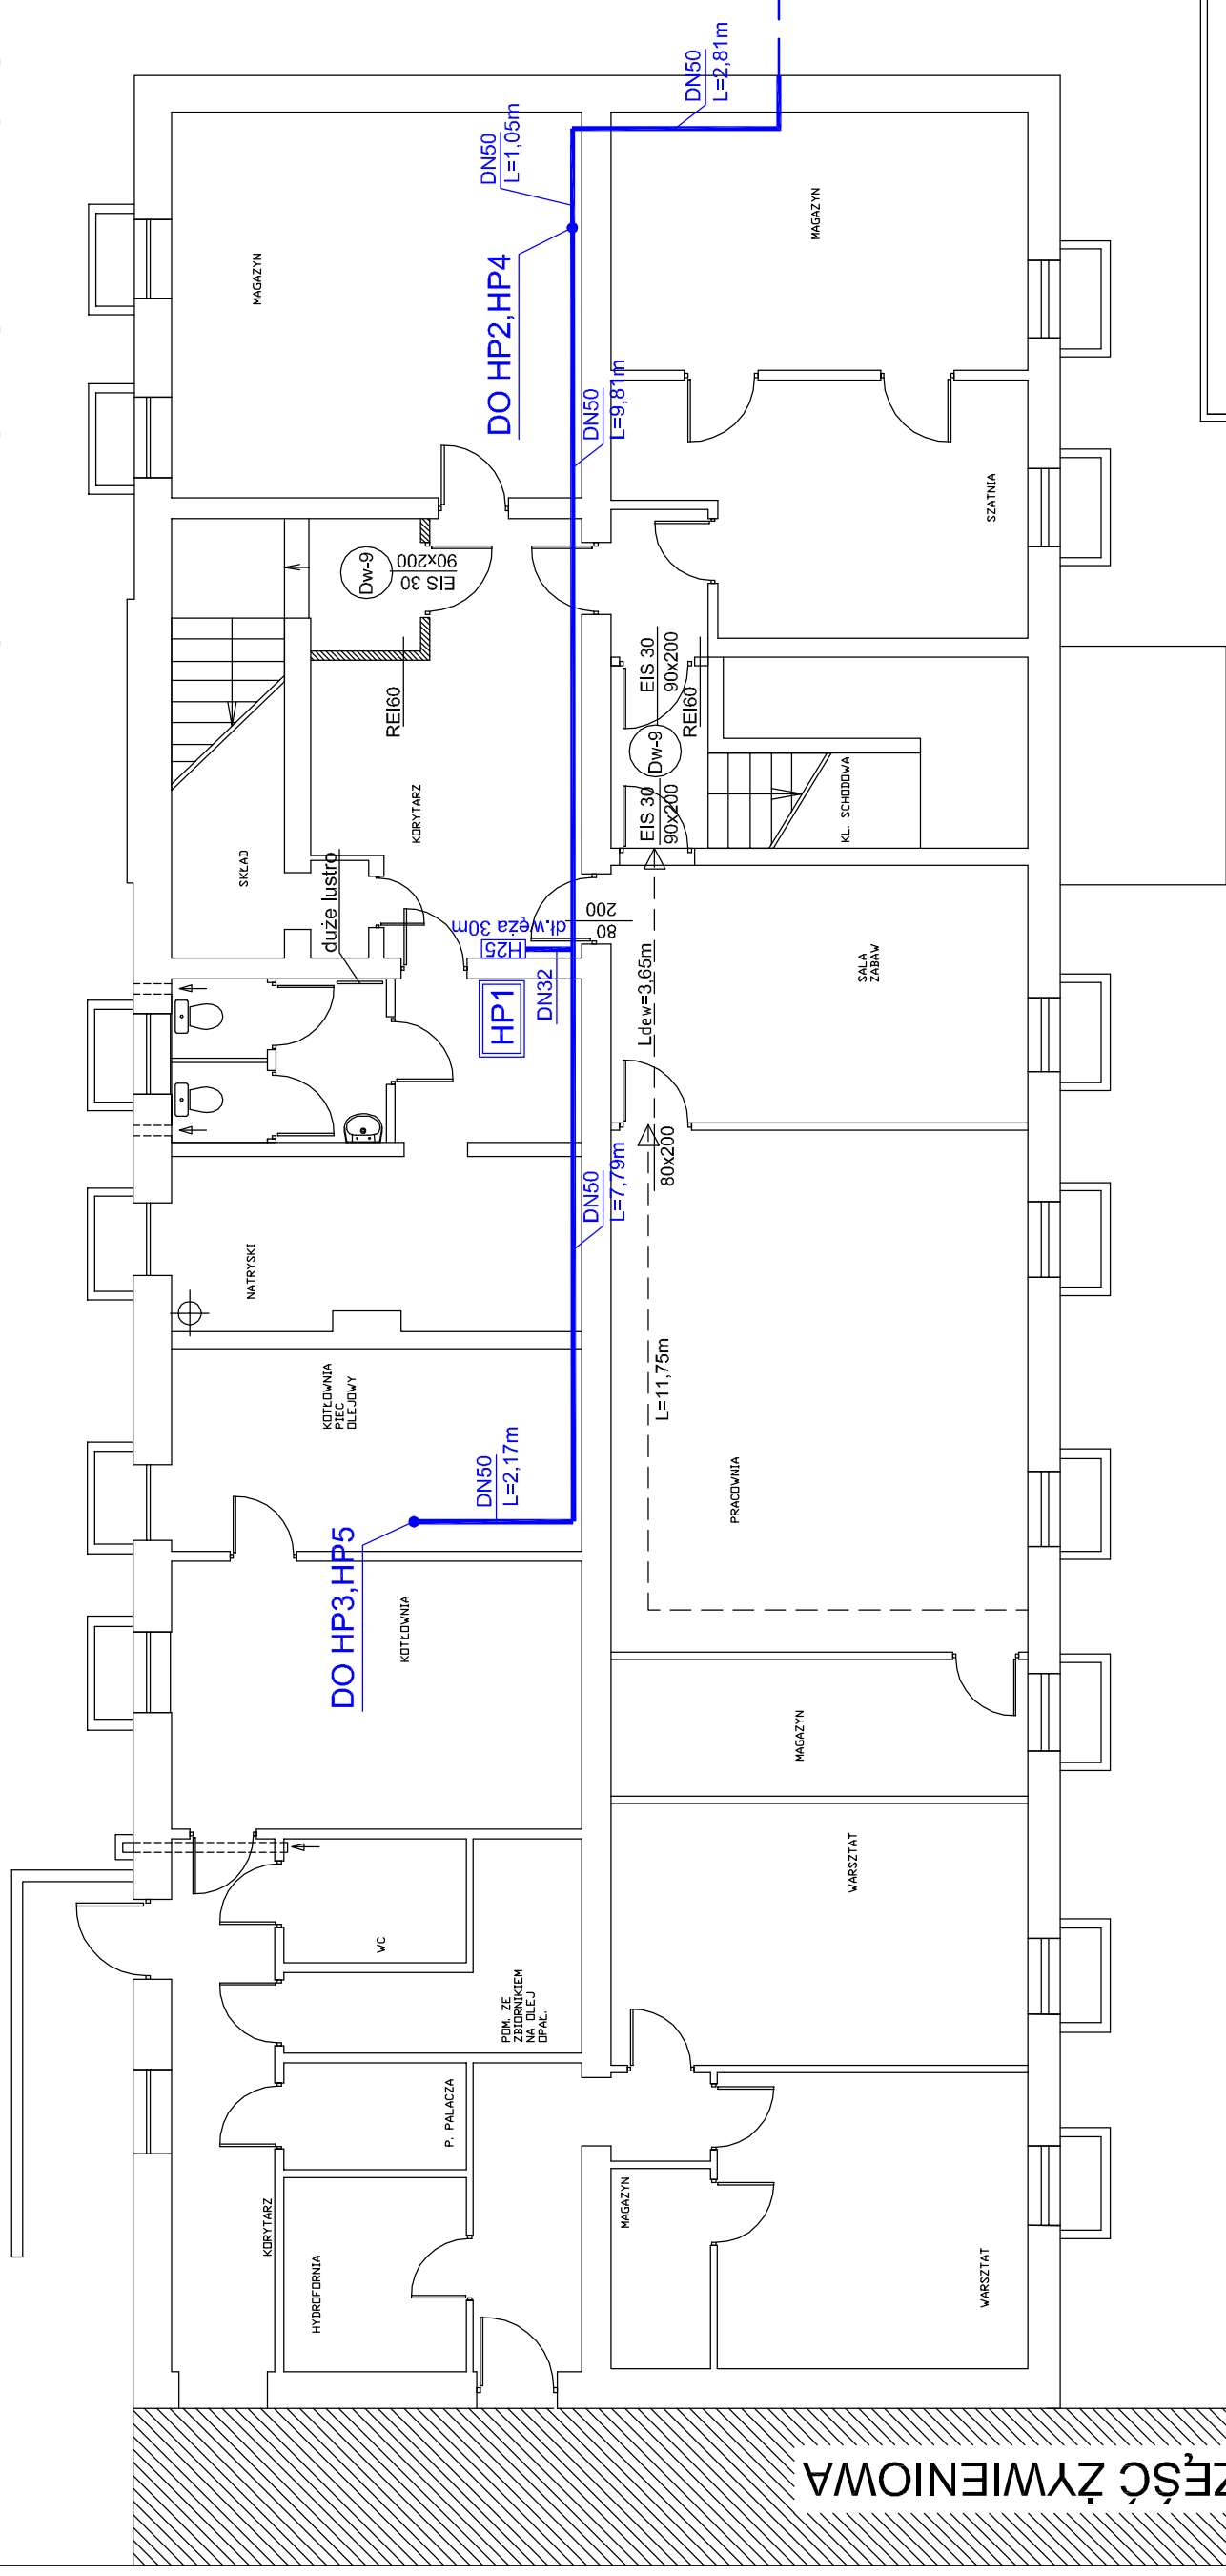 DN50
L=2,81m
DN50
L=1,05m
DO HP2,HP4
MAGAZYN
MAGAZYN
DN50
L=9,81m
SZATNIA
Dw-9
EIS 30
90x200
REI60
EIS 30
90x200
REI60
Dw-9
EIS 30
90x200
KORYTARZ
KL. SCHODOWA
SKŁAD
duże lustro
80
200
dł.węża 30m
H25
DN32
HP1
Ldew=3,65m
SALA
ZABAW
80x200
DN50
L=7,79m
NATRYSKI
L=11,75m
KOTŁOWNIA
PIEC
OLEJOWY
DN50
L=2,17m
PRACOWNIA
DO HP3,HP5
KOTŁOWNIA
MAGAZYN
WARSZTAT
WC
POM. ZE
ZBIORNIKIEM
NA OLEJ
OPAŁ.
P. PALACZA
KORYTARZ
MAGAZYN
HYDROFORNIA
WARSZTAT
ZĘŚĆ ŻYWIENIOWA